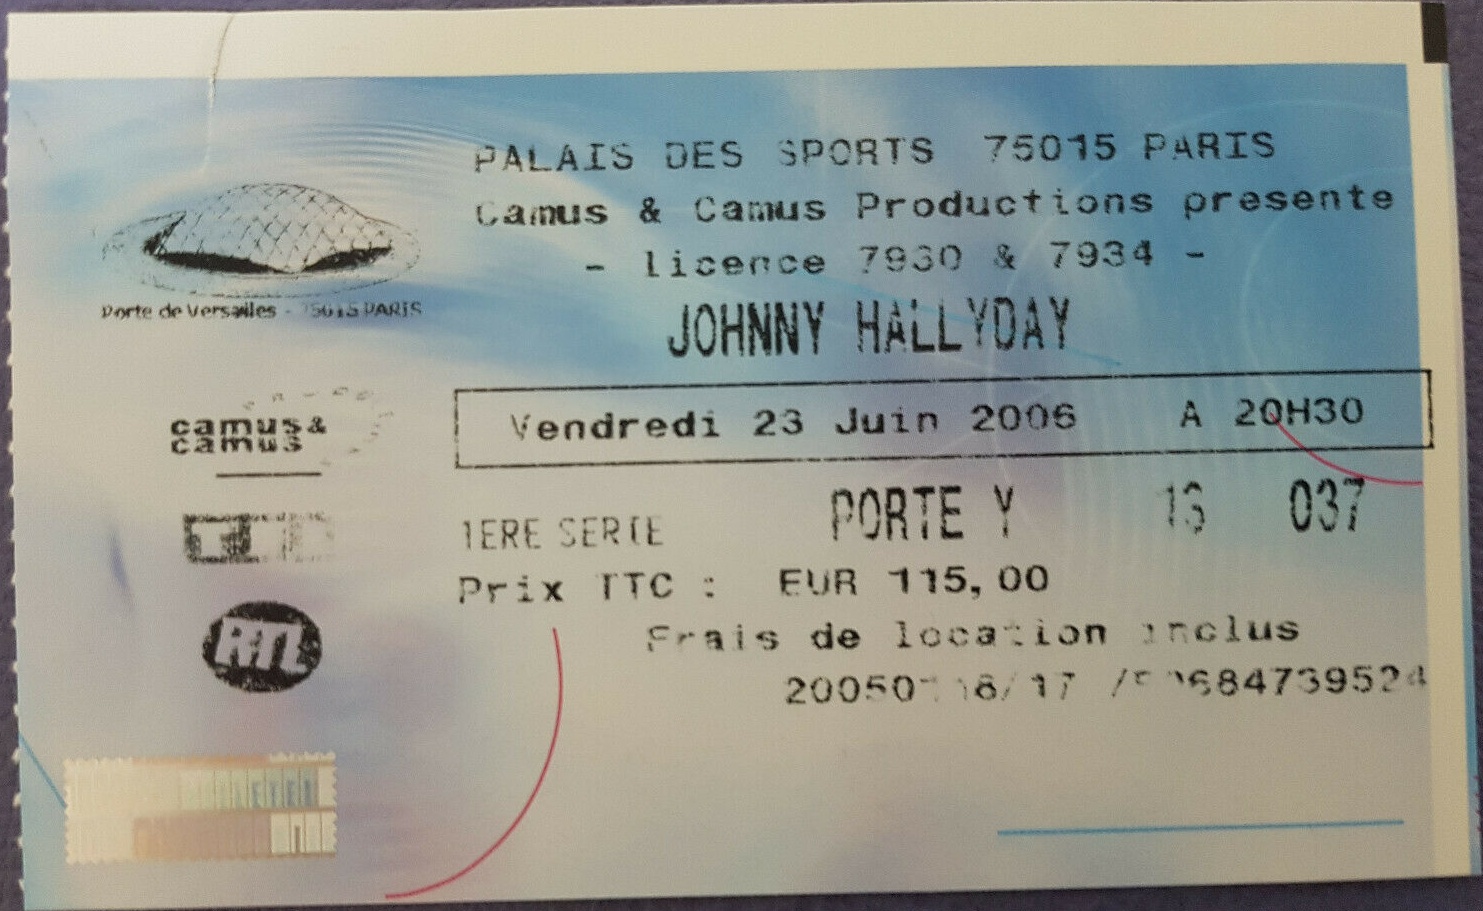 PALAIS DES SPORTS 75015 PARIS
Camus & Camus Productions presente
- licence 7930 & 7934 -
JOHNNY HALLYDAY
Porte de Versailles - 75015 PARIS
camus&
camus
Vendredi 23 Juin 2006 A 20H30
1ERE SERIE PORTE Y 037
Prix TTC : EUR 115,00
Frais de location inclus
RTL